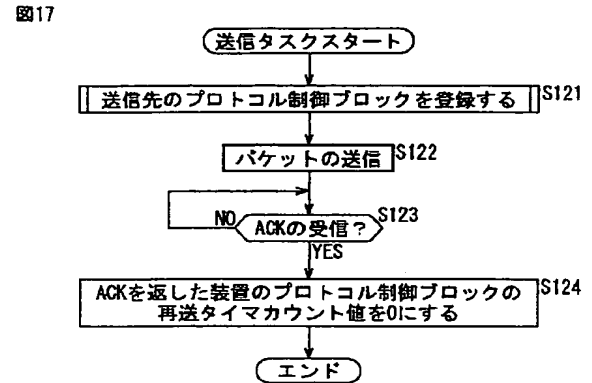 図17
送信タスクスタート
送信先のプロトコル制御ブロックを登録する
S121
パケットの送信
S122
ACKの受信？
S123
NO
YES
ACKを返した装置のプロトコル制御ブロックの
再送タイマカウント値を0にする
S124
エンド